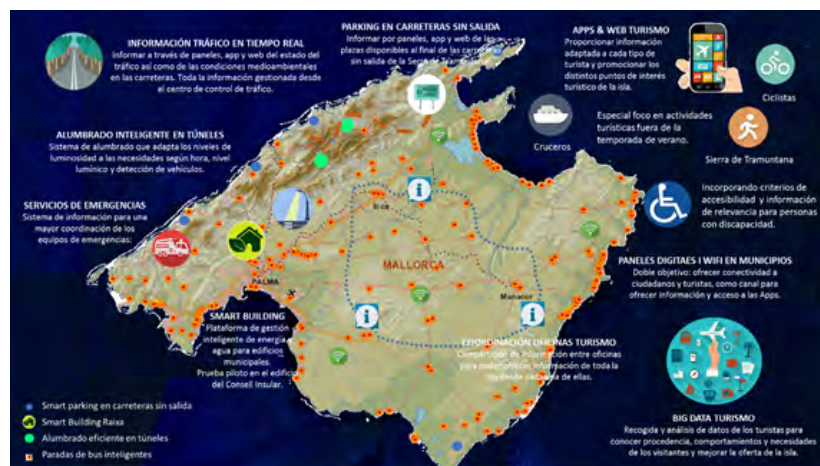 INFORMACIÓN TRÁFICO EN TIEMPO REAL
Informar a través de paneles, app y web del estado del
tráfico así como de las condiciones medioambientales
en las carreteras. Toda la información gestionada desde
el centro de control de tráfico.
PARKING EN CARRETERAS SIN SALIDA
Informar por paneles, app y web de las
plazas disponibles al final de las carreteras
sin salida de la Serra de Tramuntana
APPS & WEB TURISMO
Proporcionar información
adaptada a cada tipo de
turista y promocionar los
distintos puntos de interés
turístico de la isla.
Ciclistas
Cruceros
Especial foco en actividades
turísticas fuera de la
temporada de verano.
Sierra de Tramuntana
ALUMBRADO INTELIGENTE EN TÚNELES
Sistema de alumbrado que adapta los niveles de
luminosidad a las necesidades según hora, nivel
lumínico y detección de vehículos.
SERVICIOS DE EMERGENCIAS
Sistema de información para una
mayor coordinación de los
equipos de emergencias.
Incorporando criterios de
accesibilidad y información
de relevancia para personas
con discapacidad.
Inca
MALLORCA
PALMA
Manacor
PANELES DIGITAES I WIFI EN MUNICIPIOS
Doble objetivo: ofrecer conectividad a
ciudadanos y turistas, como canal para
ofrecer información y acceso a las Apps.
SMART BUILDING
Plataforma de gestión
inteligente de energía
agua para edificios
municipales.
Prueba piloto en el edificio
del Consell Insular.
COORDINACIÓN OFICINAS TURISMO
Compartición de información entre oficinas
para poder ofrecer información de toda la
isla desde cada una de ellas.
BIG DATA TURISMO
Recogida y análisis de datos de los turistas para
conocer procedencia, comportamientos y necesidades
de los visitantes y mejorar la oferta de la isla.
Smart parking en carreteras sin salida
Smart Building Raixa
Alumbrado eficiente en túneles
Paradas de bus inteligentes